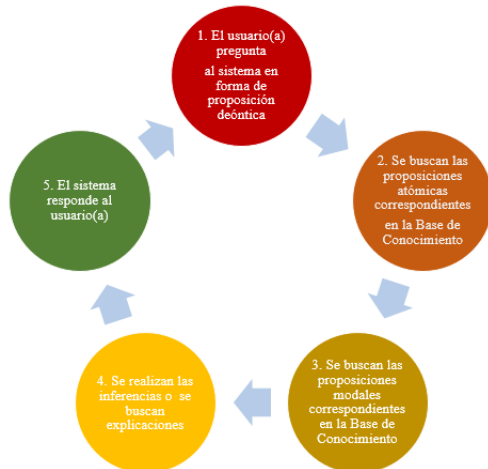 1. El usuario(a)
pregunta
al sistema en
forma de
proposición
deóntica
2. Se buscan las
proposiciones
atómicas
correspondientes
en la Base de
Conocimiento
3. Se buscan las
proposiciones
modales
correspondientes
en la Base de
Conocimiento
4. Se realizan las
inferencias o se
buscan
explicaciones
5. El sistema
responde al
usuario(a)